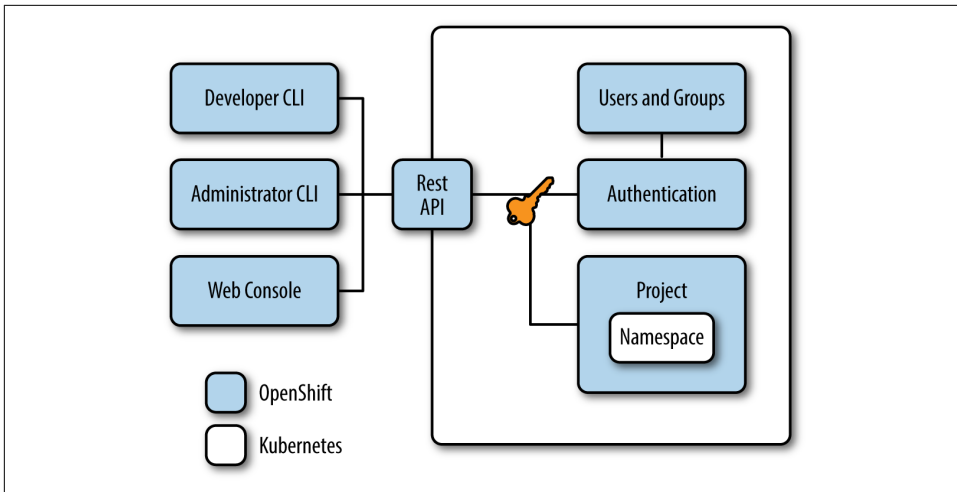 Developer CLI
Administrator CLI
Web Console
Rest
API
Users and Groups
Authentication
Project
Namespace
OpenShift
Kubernetes